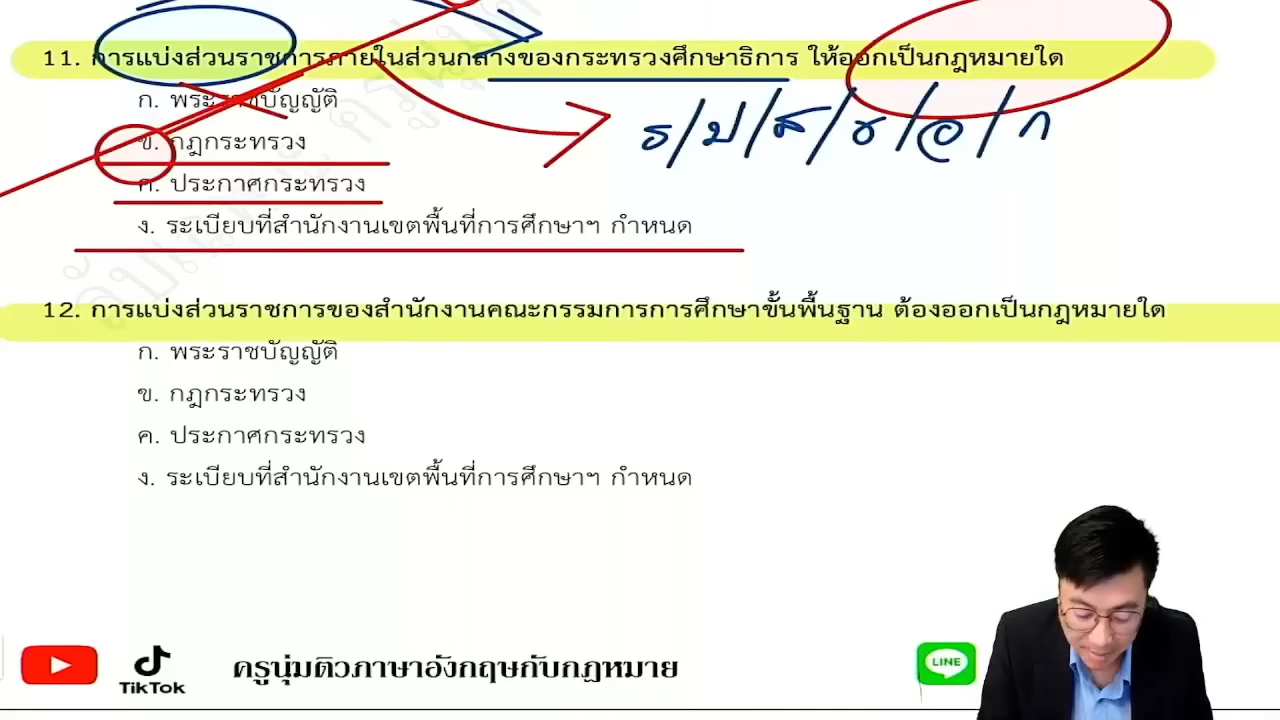 11. การแบ่งส่วนราชการภายในส่วนกลางของกระทรวงศึกษาธิการ ให้ออกเป็นกฎหมายใด
ก. พระราชบัญญัติ
ข. กฎกระทรวง
ร/ป/ส/ช/อ/ก
ค. ประกาศกระทรวง
ง. ระเบียบที่สำนักงานเขตพื้นที่การศึกษาฯ กำหนด
12. การแบ่งส่วนราชการของสำนักงานคณะกรรมการการศึกษาขั้นพื้นฐาน ต้องออกเป็นกฎหมายใด
ก. พระราชบัญญัติ
ข. กฎกระทรวง
ค. ประกาศกระทรวง
ง. ระเบียบที่สำนักงานเขตพื้นที่การศึกษาฯ กำหนด
TikTok
ครูนุ่มติวภาษาอังกฤษกับกฎหมาย
LINE